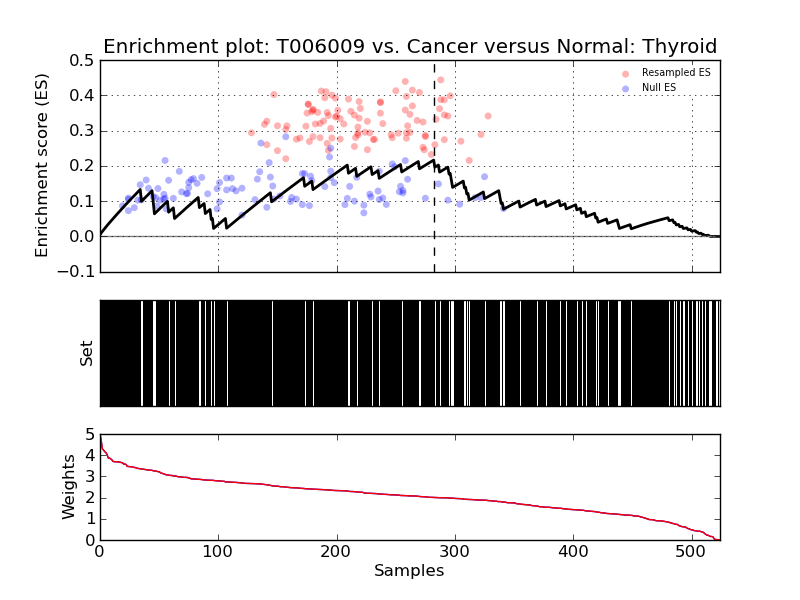 Enrichment plot: T006009 vs. Cancer versus Normal: Thyroid
Enrichment score (ES)
0.5
0.4
0.3
0.2
0.1
0.0
−0.1
Resampled ES
Null ES
Set
Weights
5
4
3
2
1
0
0 100 200 300 400 500
Samples